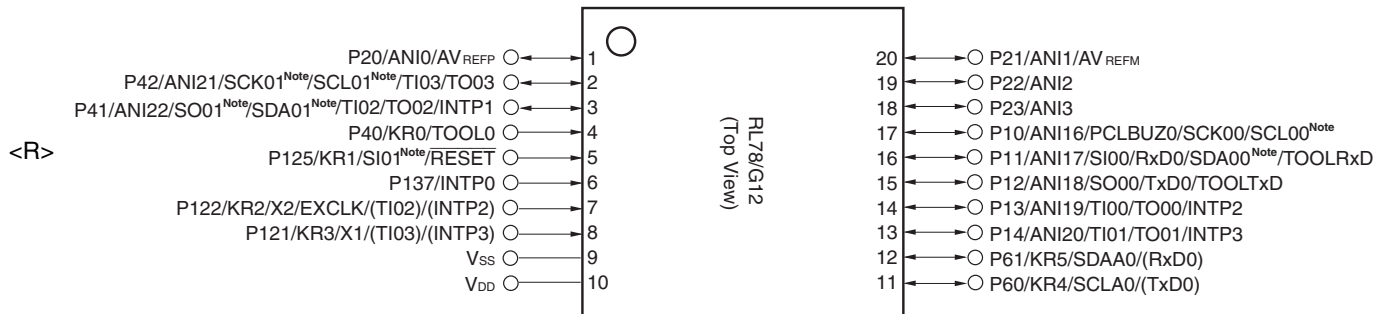 <R>
P20/ANI0/AVREFP 1
P42/ANI21/SCK01Note/SCL01Note/TI03/TO03 2
P41/ANI22/SO01Note/SDA01Note/TI02/TO02/INTP1 3
P40/KR0/TOOL0 4
P125/KR1/SI01Note/RESET 5
P137/INTP0 6
P122/KR2/X2/EXCLK/(TI02)/(INTP2) 7
P121/KR3/X1/(TI03)/(INTP3) 8
VSS 9
VDD 10
RL78/G12
(Top View)
20 P21/ANI1/AVREFM
19 P22/ANI2
18 P23/ANI3
17 P10/ANI16/PCLBUZ0/SCK00/SCL00Note
16 P11/ANI17/SI00/RxD0/SDA00Note/TOOLRxD
15 P12/ANI18/SO00/TxD0/TOOLTxD
14 P13/ANI19/TI00/TO00/INTP2
13 P14/ANI20/TI01/TO01/INTP3
12 P61/KR5/SDAA0/(RxD0)
11 P60/KR4/SCLA0/(TxD0)